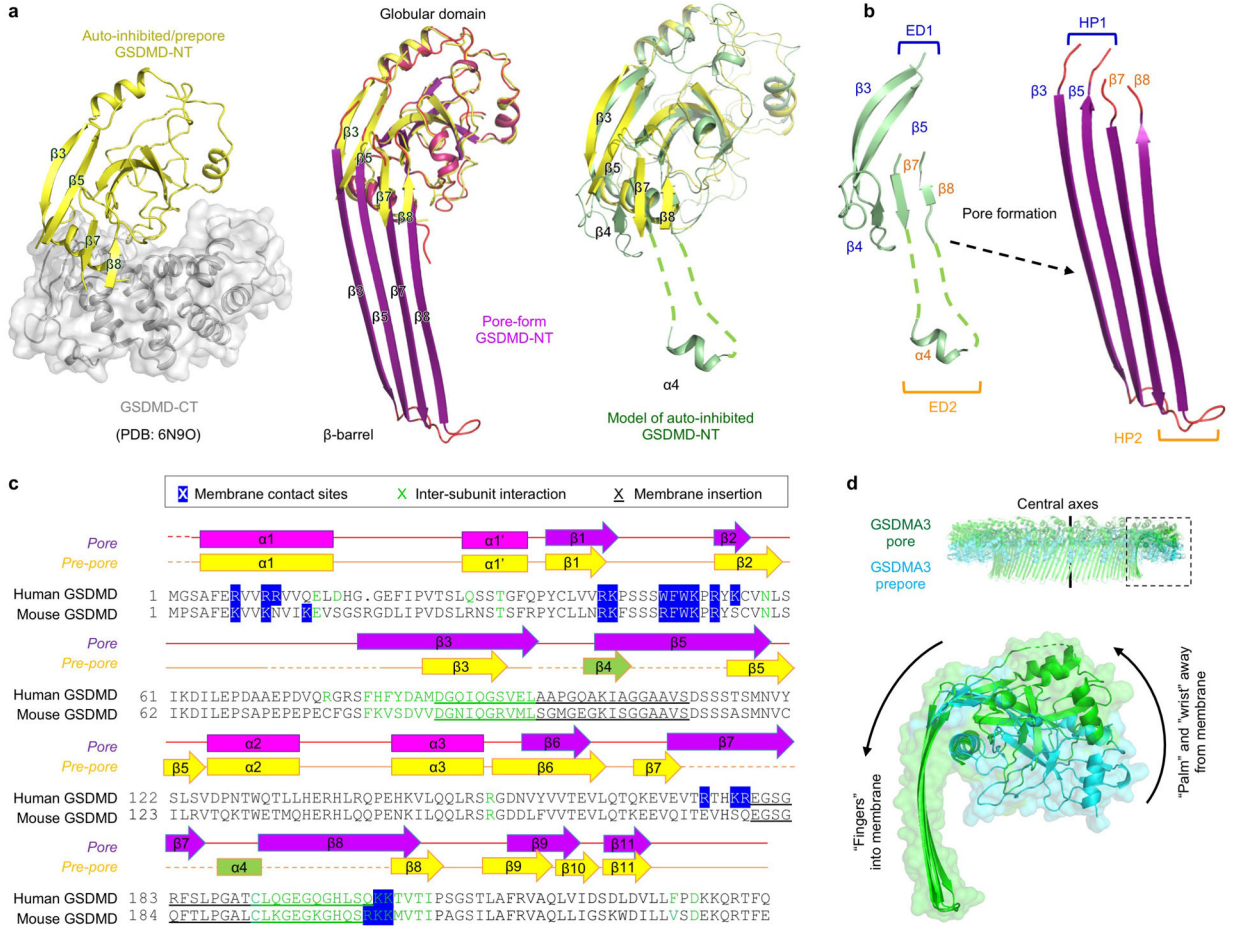 a
Auto-inhibited/prepore
GSDMD-NT
β3
β5
β7
β8
GSDMD-CT
(PDB: 6N9O)
Globular domain
β3
β5
β7
β8
β3
β5
β7
β8
Pore-form
GSDMD-NT
β-barrel
β3
β5
β7
β8
β4
α4
Model of auto-inhibited
GSDMD-NT
b
ED1
β3
β5
β7
β8
β4
α4
ED2
Pore formation
HP1
β3
β5
β7
β8
HP2
c
X Membrane contact sites
X Inter-subunit interaction
X Membrane insertion
Pore α1 α1' β1 β2
Pre-pore α1 α1' β1 β2
Human GSDMD 1 MGSAFERVVRRVVQELDHG.GEFIPVTSLQSSTGFQPYCLVVRKPSSSWFWKPRYKCVNLS
Mouse GSDMD 1 MPSAFEKVVKNVIKEVSGSRGDLIPVDSLRNSTSFRPYCLLNRKFSSSRFWKPRYSCVNLS
Pore β3 β5
Pre-pore β3 β4 β5
Human GSDMD 61 IKDILEPDAAEPDVQRGRSFHFYDAMDGQIQGSVELAAPGQAKIAGGAAVSDSSSTSMNVY
Mouse GSDMD 62 IKDILEPSAPEPEPECFGSFKVSDVVDGNIQGRVMLSGMGEGKISGGAAVSDSSSASMNVC
Pore α2 α3 β6 β7
Pre-pore β5 α2 α3 β6 β7
Human GSDMD 122 SLSVDPNTWQTLLHERHLRQPEHKVLQQLRSRGDNVYVVTEVLQTQKEVEVTRTHKREGSG
Mouse GSDMD 123 ILRVTQKTWETMQHERHLQQPENKILQQLRSRGDDLFVVTEVLQTKEEVQITEVHSQEGSG
Pore β7 β8 β9 β11
Pre-pore α4 β8 β9 β10 β11
Human GSDMD 183 RFSLPGATCLQGEGQGHLSQKKTVTIPSGSTLAFRVAQLVIDSDLDVLLFPDKKQRTFQ
Mouse GSDMD 184 QFTLPGALCLKGEGKGHQSRKKMVTIPAGSILAFRVAQLLIGSKWDILLVSDEKQRTFE
d
Central axes
GSDMA3
pore
GSDMA3
prepore
"Fingers"
into membrane
"Palm" and "wrist" away
from membrane